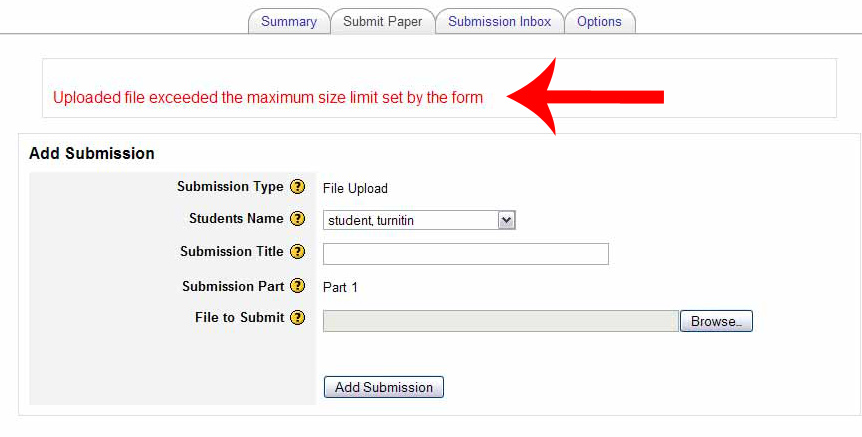 Summary Submit Paper Submission Inbox Options
Uploaded file exceeded the maximum size limit set by the form
Add Submission
Submission Type ? File Upload
Students Name ? student, turnitin
Submission Title ?
Submission Part ? Part 1
File to Submit ? Browse..
Add Submission